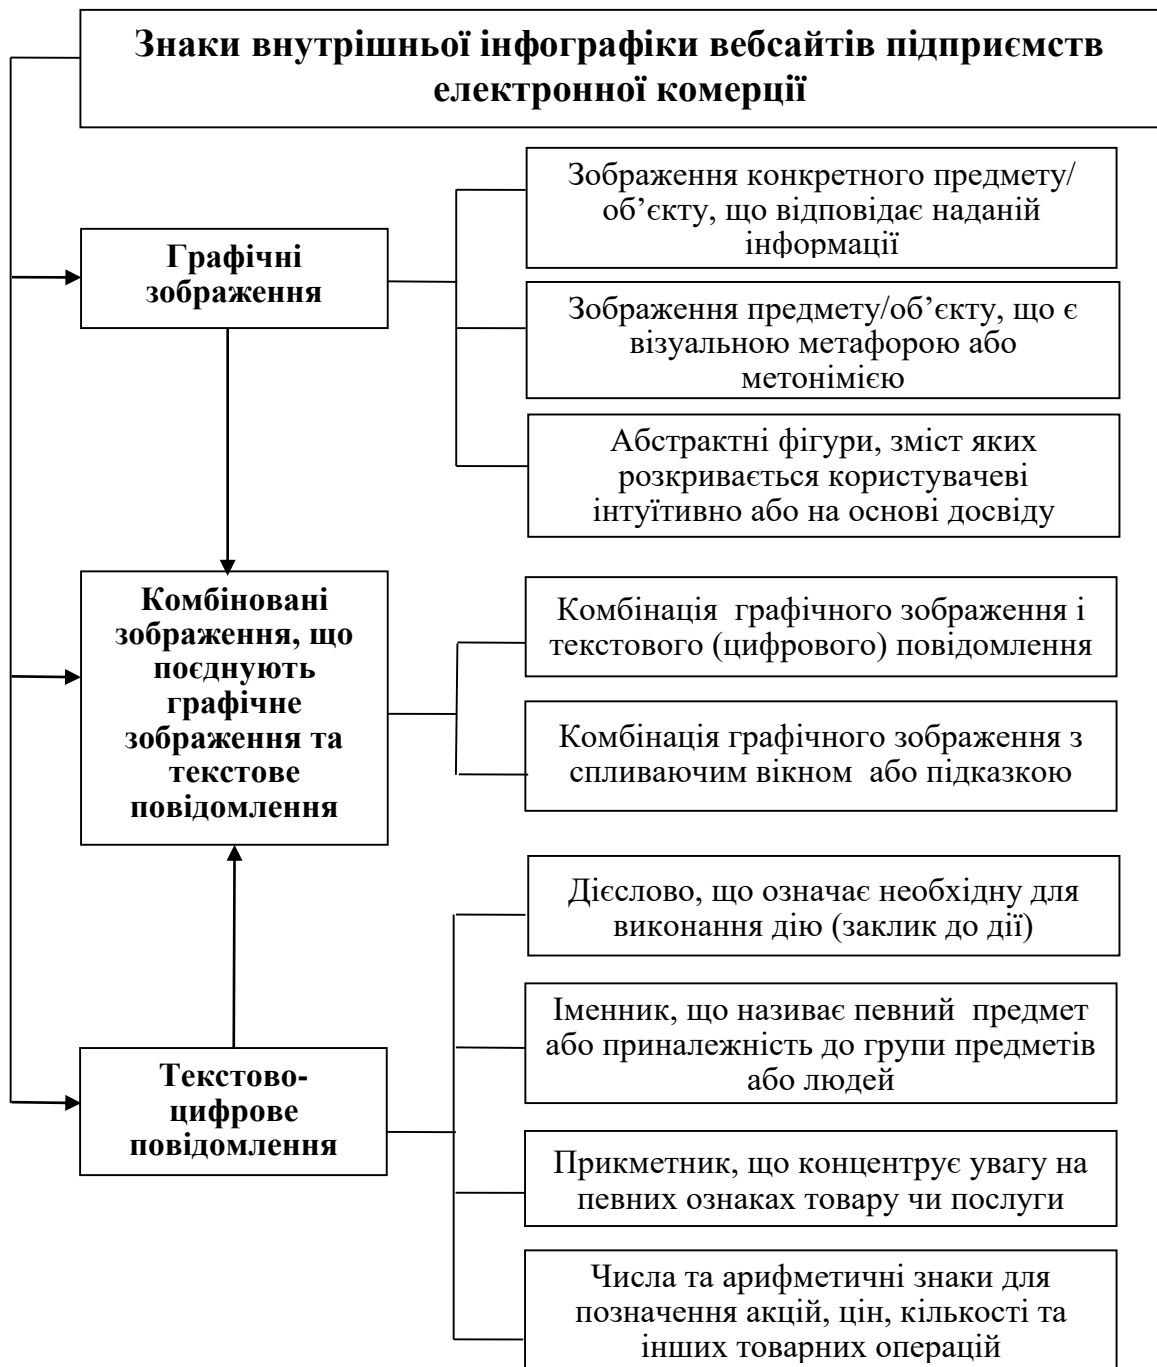 Знаки внутрішньої інфографіки вебсайтів підприємств
електронної комерції
Графічні
зображення
Зображення конкретного предмету/
об’єкту, що відповідає наданій
інформації
Зображення предмету/об’єкту, що є
візуальною метафорою або
метонімією
Абстрактні фігури, зміст яких
розкривається користувачеві
інтуїтивно або на основі досвіду
Комбіновані
зображення, що
поєднують
графічне
зображення та
текстове
повідомлення
Комбінація графічного зображення і
текстового (цифрового) повідомлення
Комбінація графічного зображення з
спливаючим вікном або підказкою
Текстово-
цифрове
повідомлення
Дієслово, що означає необхідну для
виконання дію (заклик до дії)
Іменник, що називає певний предмет
або приналежність до групи предметів
або людей
Прикметник, що концентрує увагу на
певних ознаках товару чи послуги
Числа та арифметичні знаки для
позначення акцій, цін, кількості та
інших товарних операцій